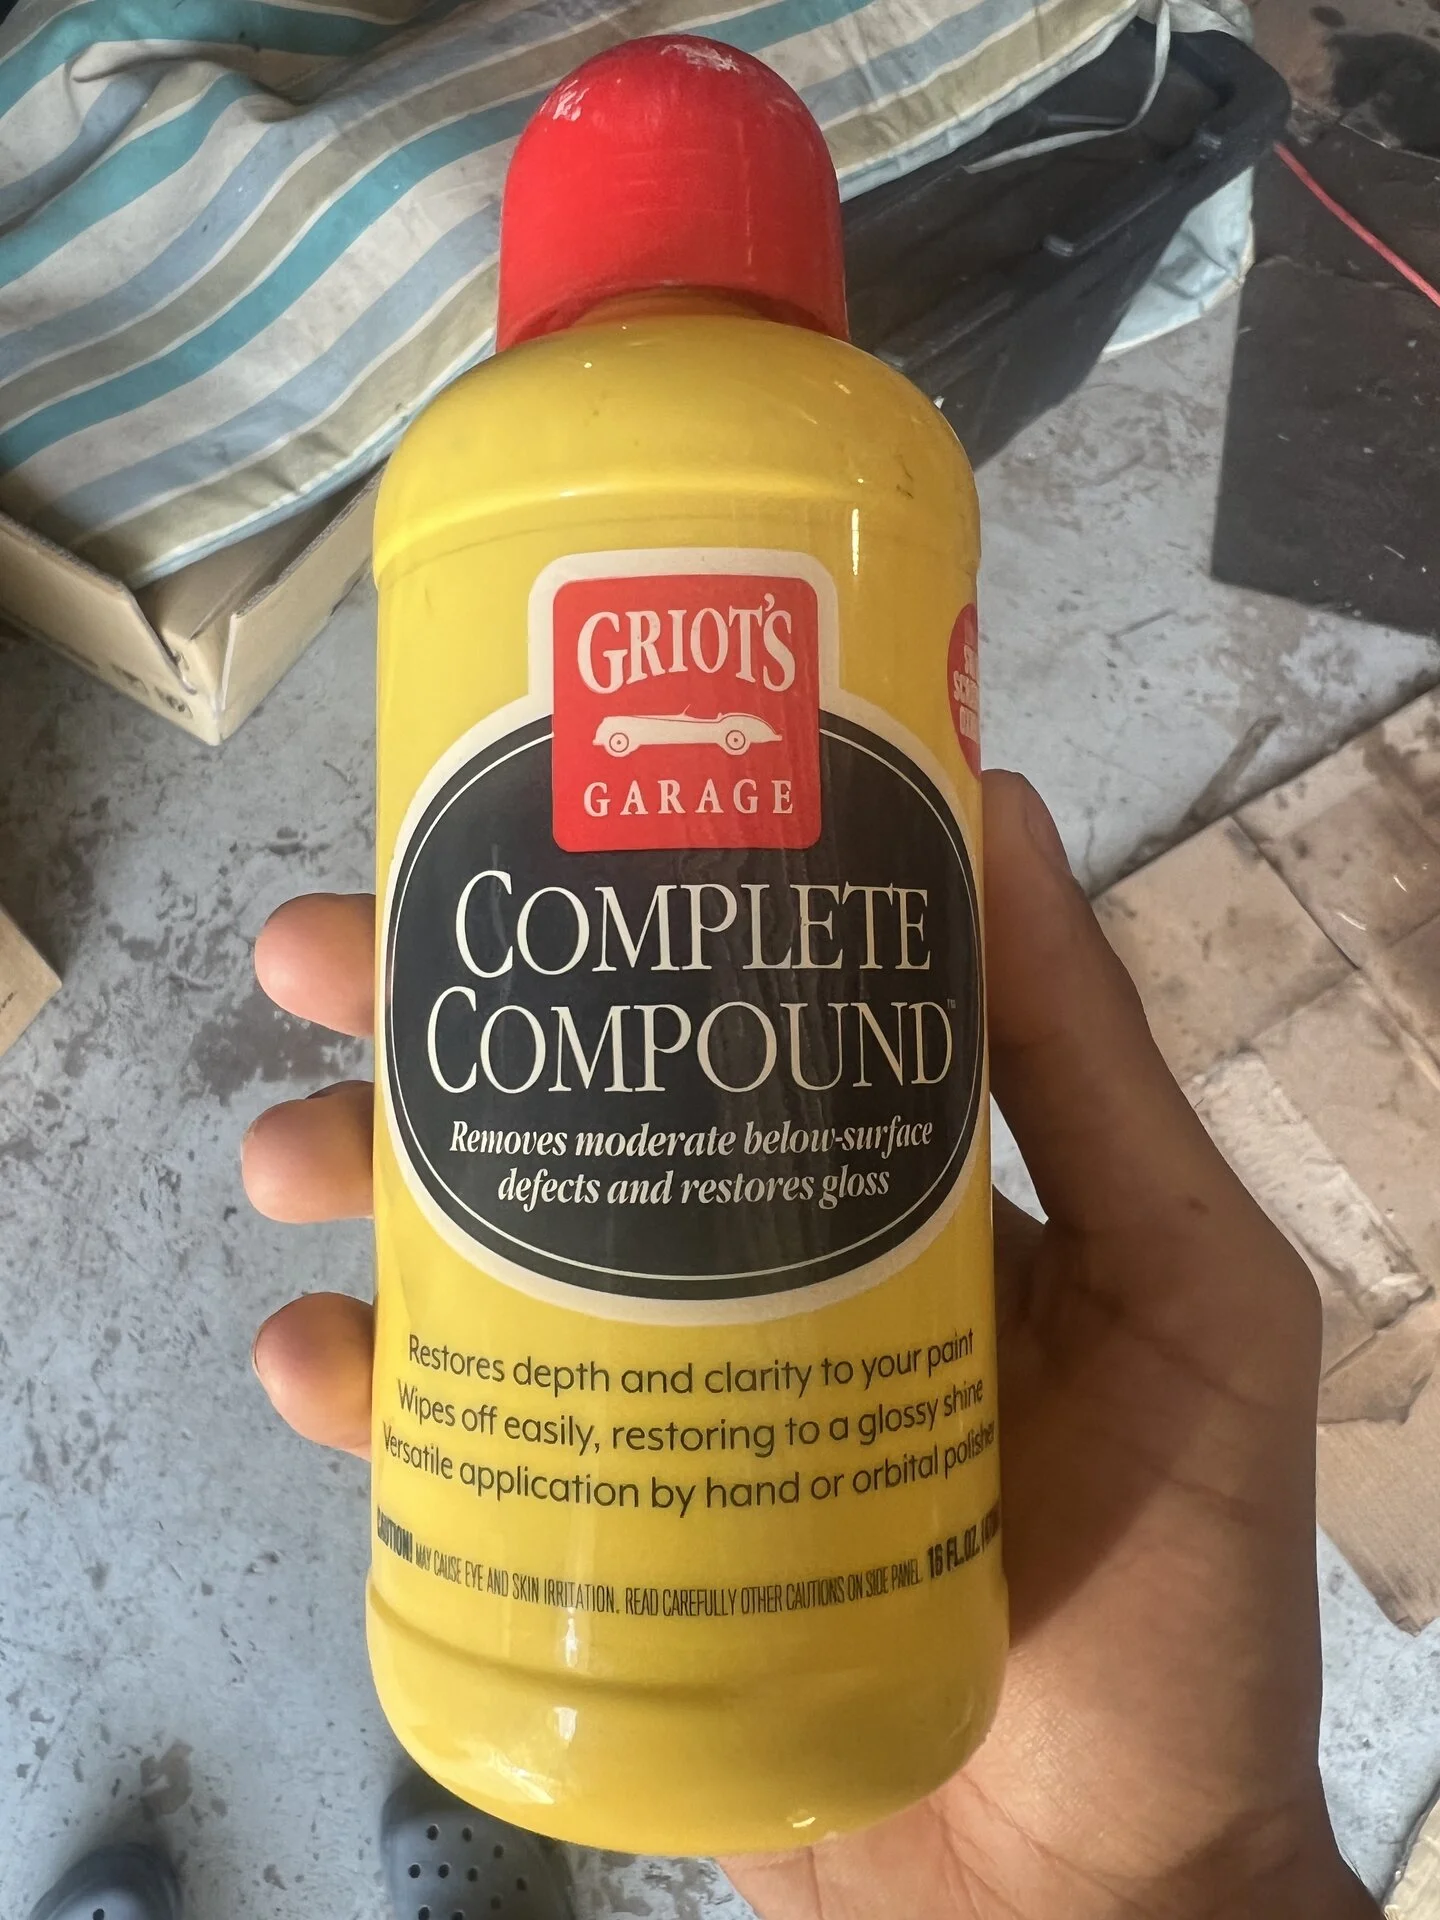 GRIOT'S
GARAGE
COMPLETE
COMPOUND™
Removes moderate below-surface
defects and restores gloss
Restores depth and clarity to your paint
Wipes off easily, restoring to a glossy shine
Versatile application by hand or orbital polisher
CAUTION! MAY CAUSE EYE AND SKIN IRRITATION. READ CAREFULLY OTHER CAUTIONS ON SIDE PANEL. 16 FL. OZ.